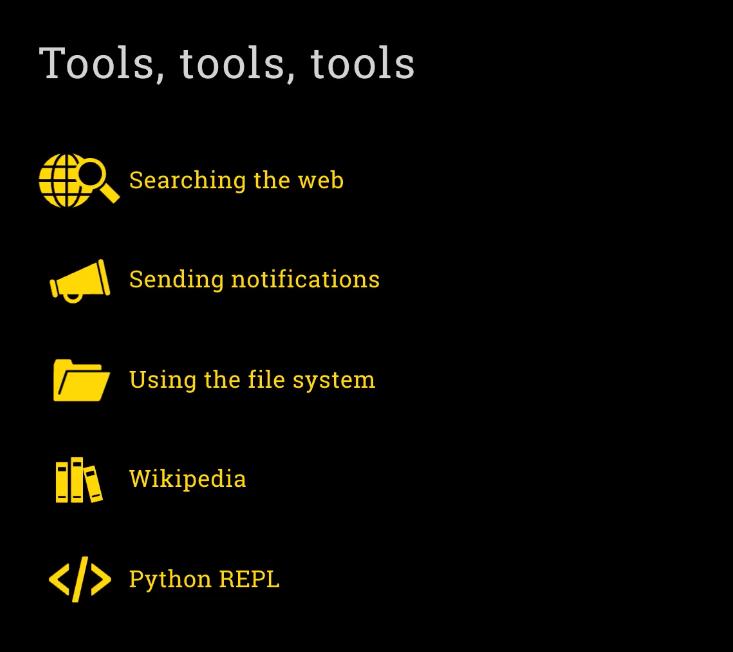 Tools, tools, tools
Searching the web
Sending notifications
Using the file system
Wikipedia
Python REPL